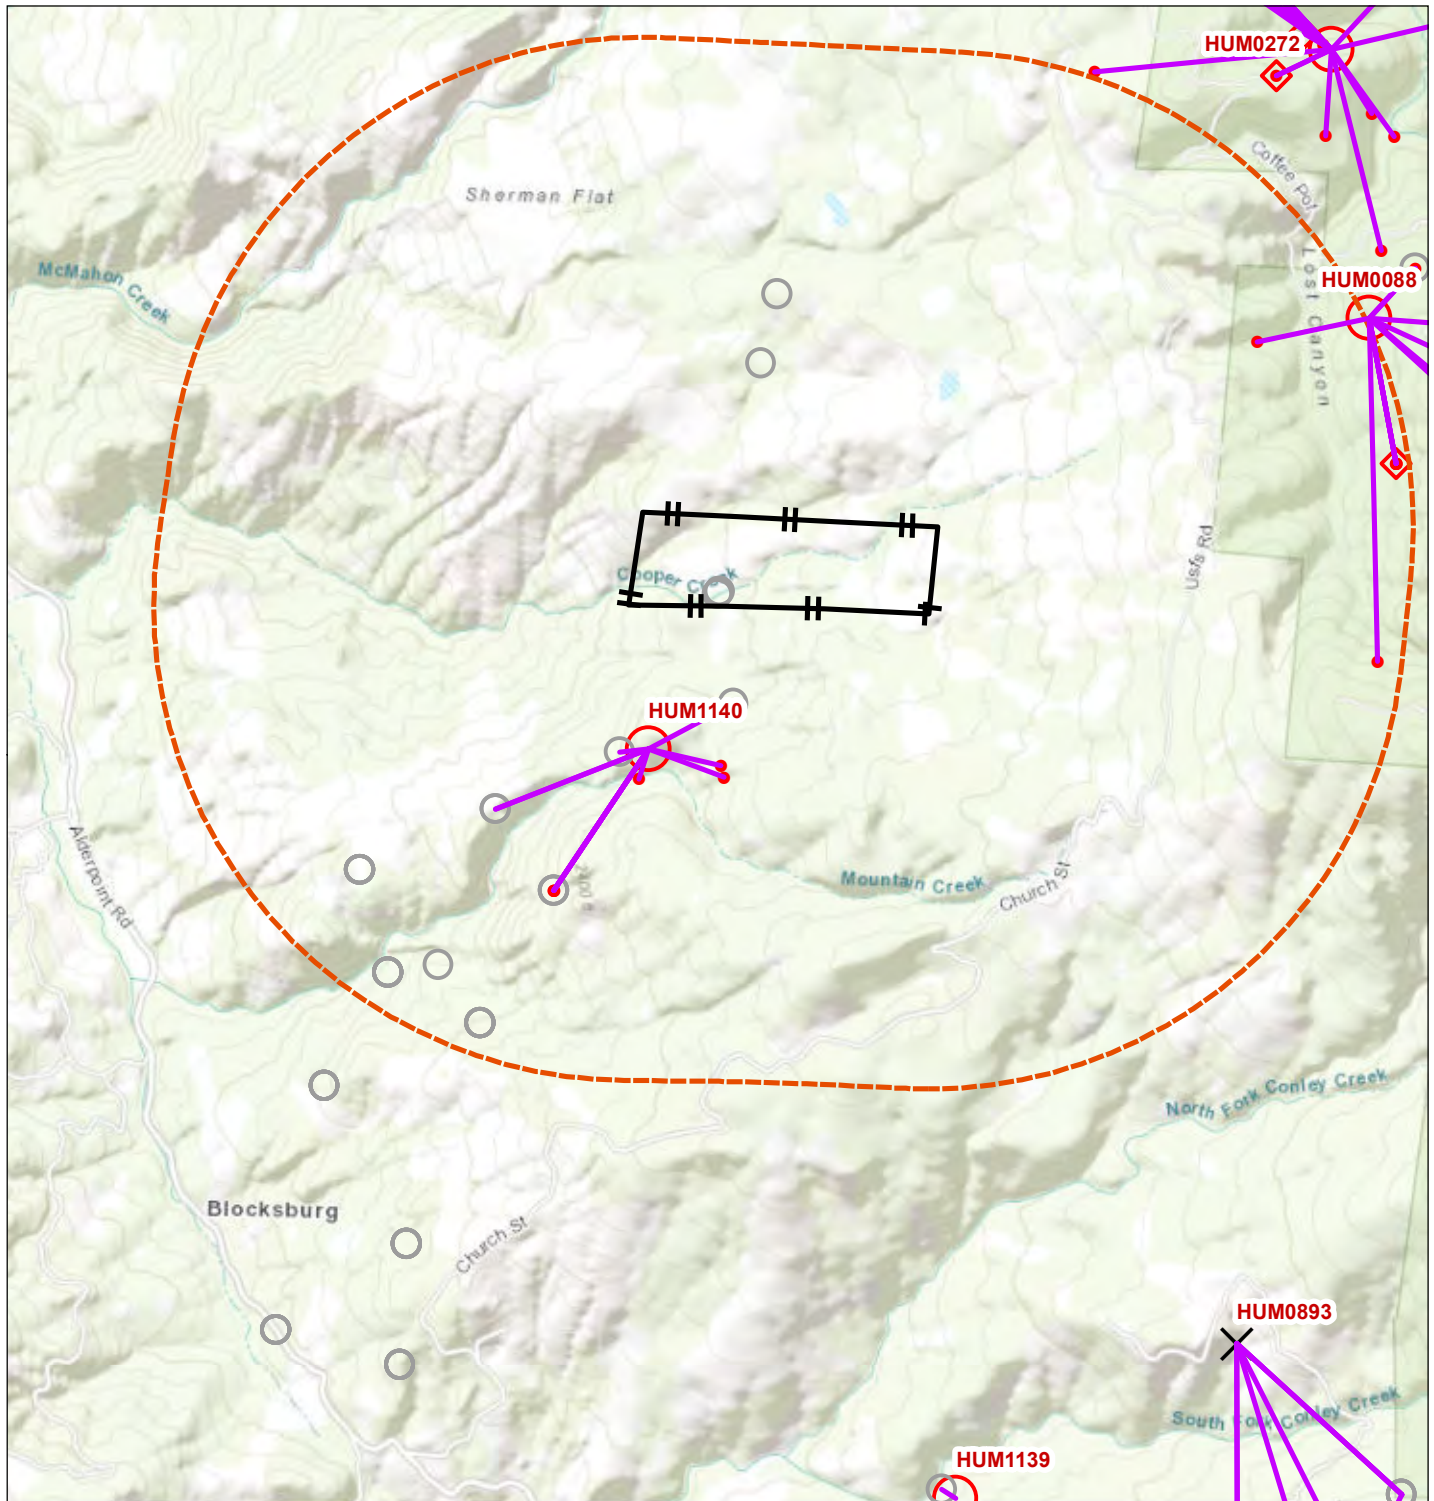 HUM0272
Coffee Pot
Sherman Flat
McMahon Creek
HUM0088
Lost Canyon
Usfs Rd
Cooper Creek
HUM1140
Alderpoint Rd
Mountain Creek
Church St
North Fork Conley Creek
Blocksburg
Church St
HUM0893
South Fork Conley Creek
HUM1139